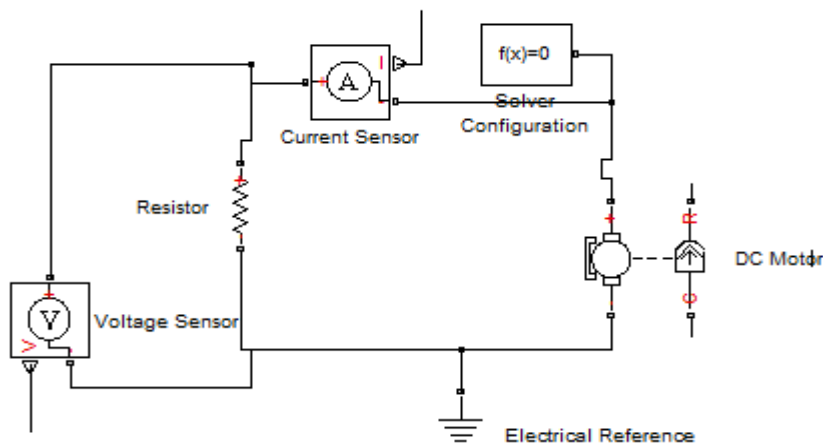 f(x)=0
I
+
A
-
Solver
Configuration
Current Sensor
+
Resistor
-
+
R
DC Motor
-
C
+
V
V
-
Voltage Sensor
Electrical Reference